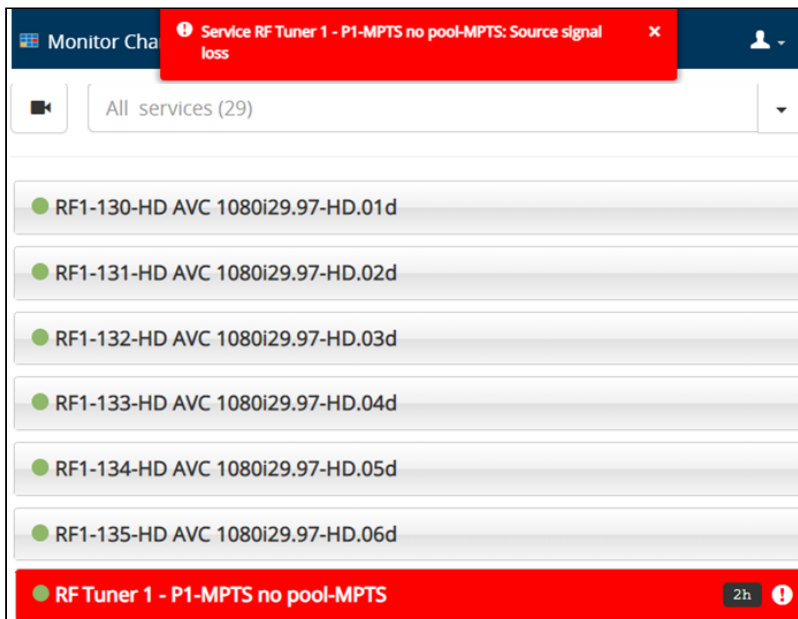 Monitor Cha
Service RF Tuner 1 - P1-MPTS no pool-MPTS: Source signal
loss
×
All services (29)
RF1-130-HD AVC 1080i29.97-HD.01d
RF1-131-HD AVC 1080i29.97-HD.02d
RF1-132-HD AVC 1080i29.97-HD.03d
RF1-133-HD AVC 1080i29.97-HD.04d
RF1-134-HD AVC 1080i29.97-HD.05d
RF1-135-HD AVC 1080i29.97-HD.06d
RF Tuner 1 - P1-MPTS no pool-MPTS 2h